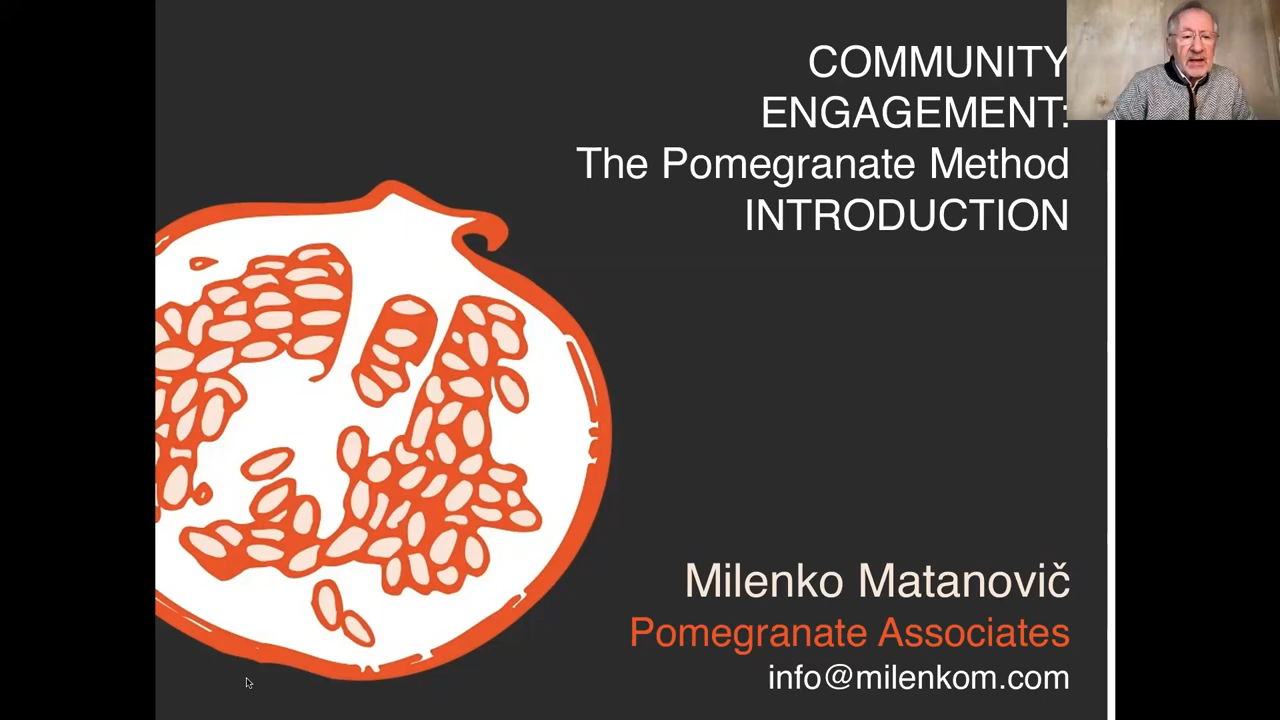 COMMUNITY
ENGAGEMENT:
The Pomegranate Method
INTRODUCTION
Milenko Matanovič
Pomegranate Associates
info@milenkom.com